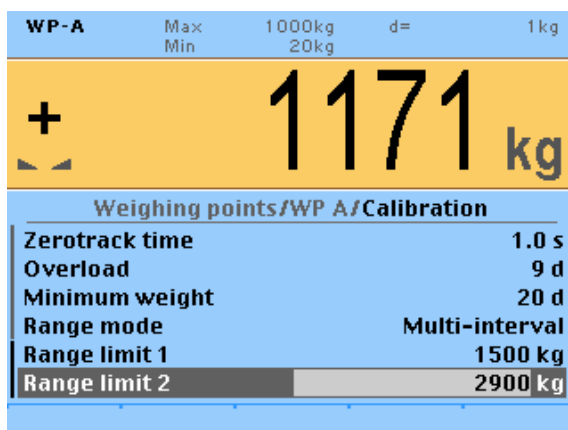 WP-A Max 1000kg d= 1kg
Min 20kg
+ 1171 kg
Weighing points/WP A/Calibration
Zerotrack time 1.0 s
Overload 9 d
Minimum weight 20 d
Range mode Multi-interval
Range limit 1 1500 kg
Range limit 2 2900 kg